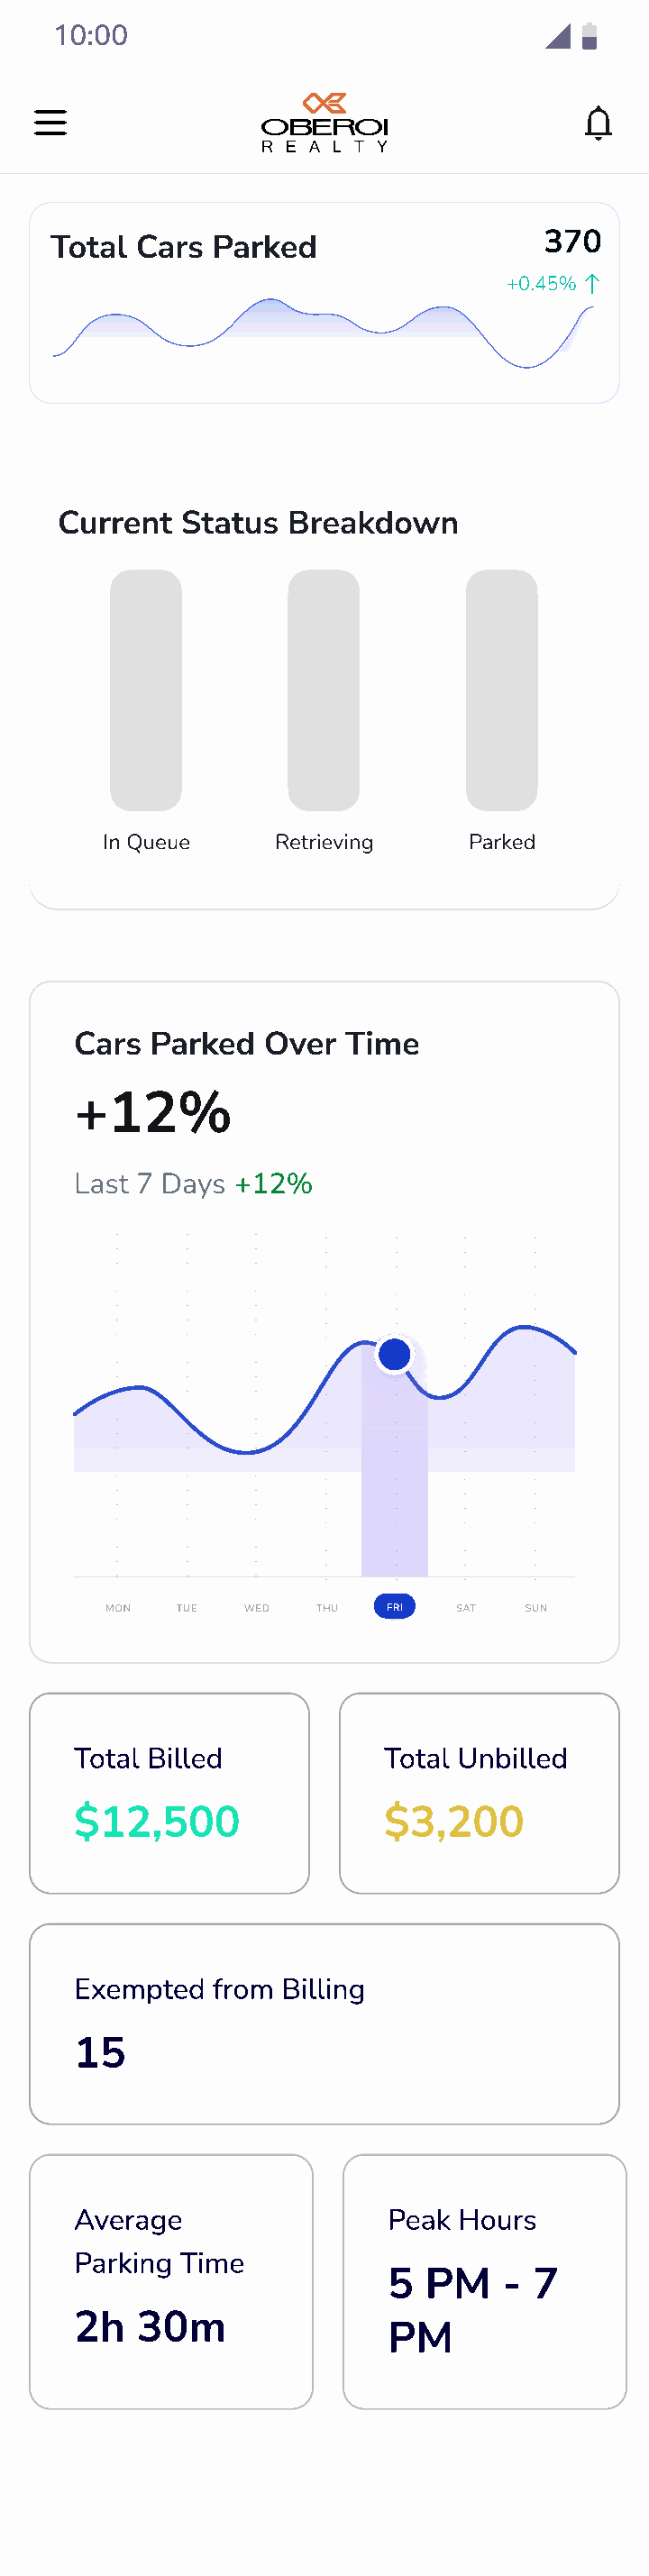 10:00
OBEROI
REALTY
Total Cars Parked
370
+0.45% ↑
Current Status Breakdown
In Queue
Retrieving
Parked
Cars Parked Over Time
+12%
Last 7 Days +12%
MON TUE WED THU FRI SAT SUN
Total Billed
$12,500
Total Unbilled
$3,200
Exempted from Billing
15
Average
Parking Time
2h 30m
Peak Hours
5 PM - 7
PM